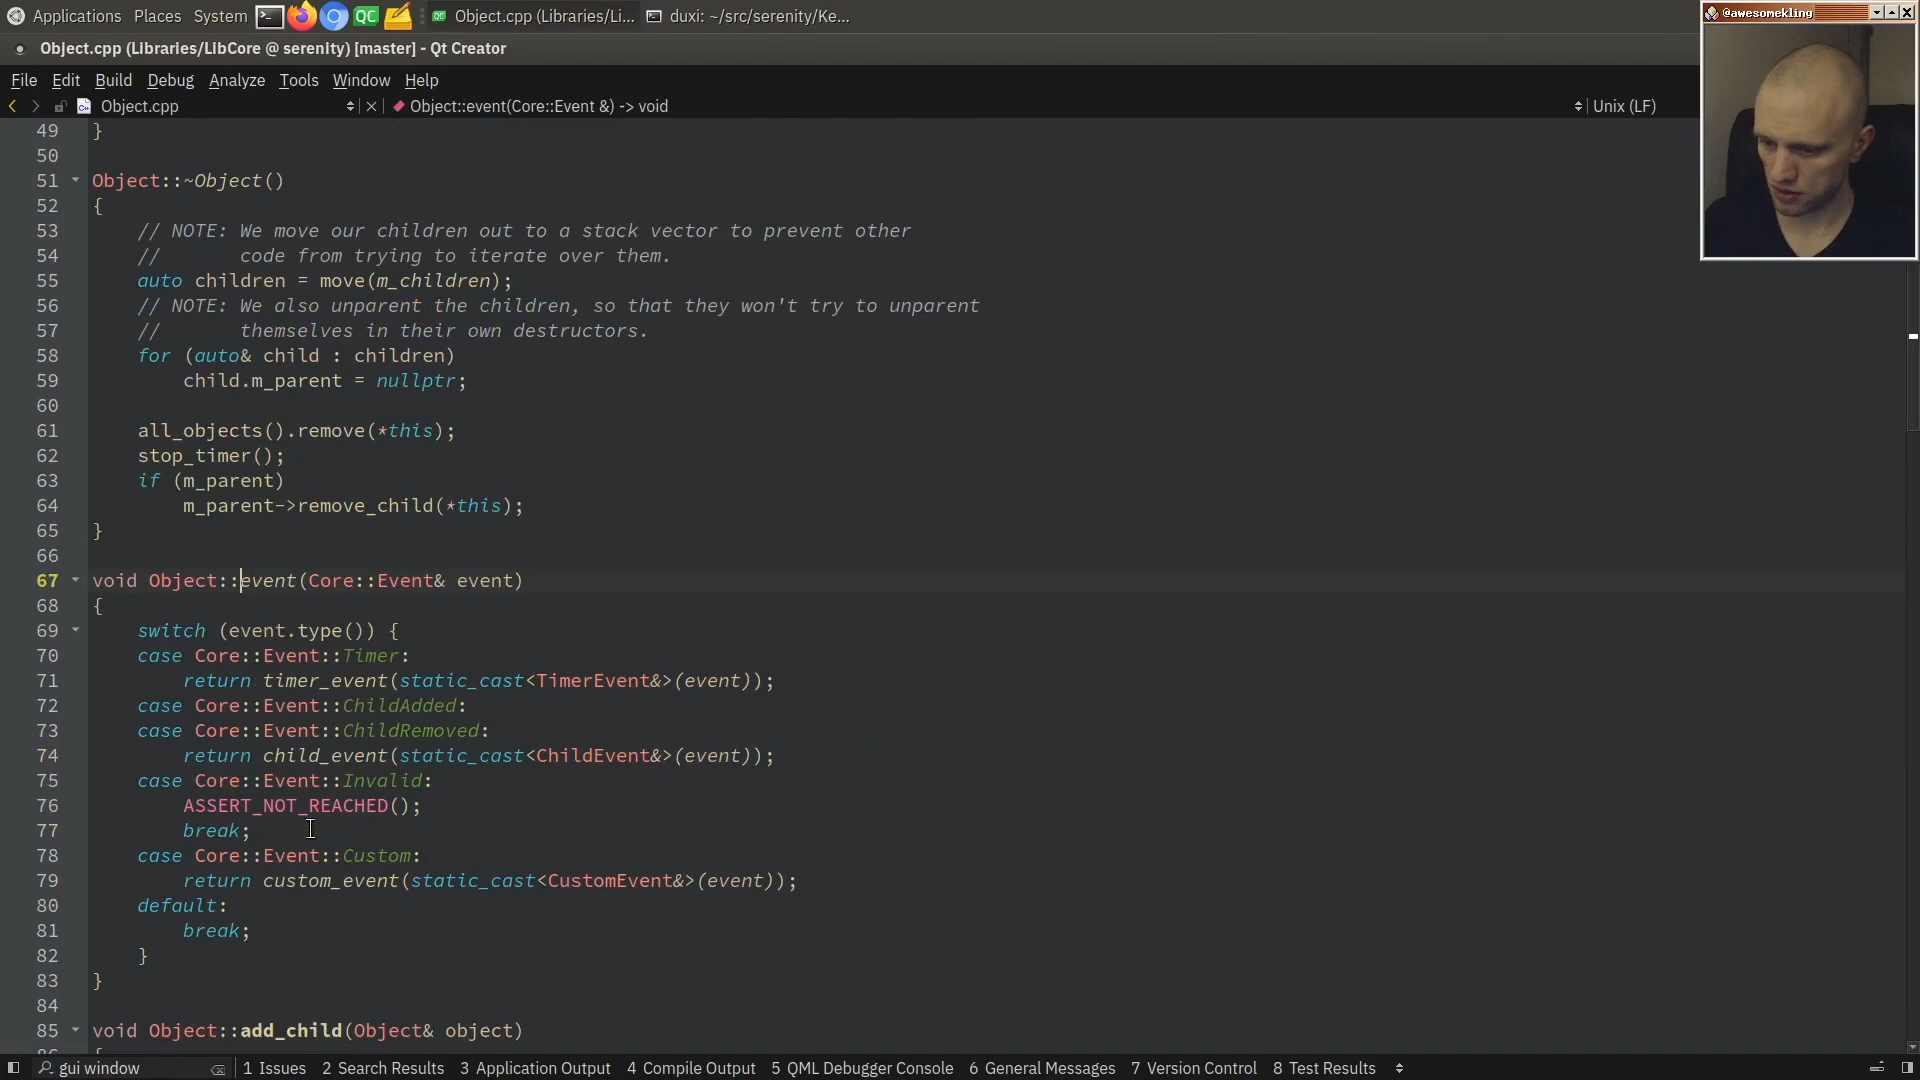 Applications Places System Object.cpp (Libraries/Li... duxi: ~/src/serenity/Ke...
@awesomekling
Object.cpp (Libraries/LibCore @ serenity) [master] - Qt Creator
File Edit Build Debug Analyze Tools Window Help
Object.cpp Object::event(Core::Event &) -> void Unix (LF)
49 }
50
51 Object::~Object()
52 {
53 // NOTE: We move our children out to a stack vector to prevent other
54 // code from trying to iterate over them.
55 auto children = move(m_children);
56 // NOTE: We also unparent the children, so that they won't try to unparent
57 // themselves in their own destructors.
58 for (auto& child : children)
59 child.m_parent = nullptr;
60
61 all_objects().remove(*this);
62 stop_timer();
63 if (m_parent)
64 m_parent->remove_child(*this);
65 }
66
67 void Object::event(Core::Event& event)
68 {
69 switch (event.type()) {
70 case Core::Event::Timer:
71 return timer_event(static_cast<TimerEvent&>(event));
72 case Core::Event::ChildAdded:
73 case Core::Event::ChildRemoved:
74 return child_event(static_cast<ChildEvent&>(event));
75 case Core::Event::Invalid:
76 ASSERT_NOT_REACHED();
77 break;
78 case Core::Event::Custom:
79 return custom_event(static_cast<CustomEvent&>(event));
80 default:
81 break;
82 }
83 }
84
85 void Object::add_child(Object& object)
86 {
gui window 1 Issues 2 Search Results 3 Application Output 4 Compile Output 5 QML Debugger Console 6 General Messages 7 Version Control 8 Test Results